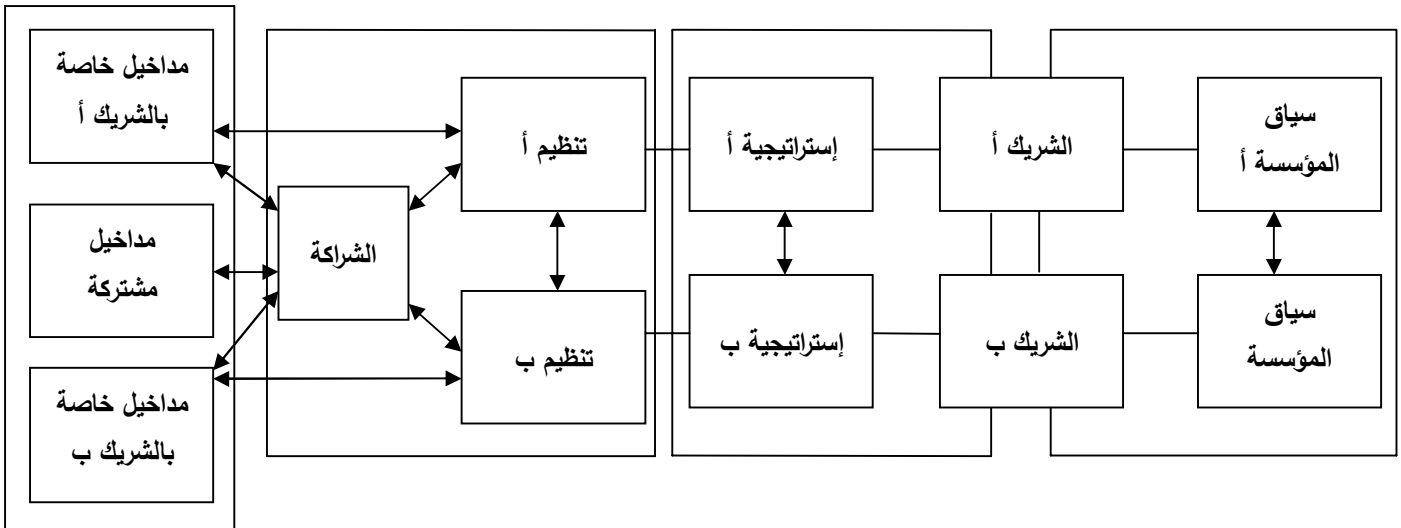 سياق
المؤسسة أ
الشريك أ
إستراتيجية أ
تنظيم أ
مداخيل خاصة
بالشريك أ
الشراكة
مداخيل
مشتركة
سياق
المؤسسة
الشريك ب
إستراتيجية ب
تنظيم ب
مداخيل خاصة
بالشريك ب